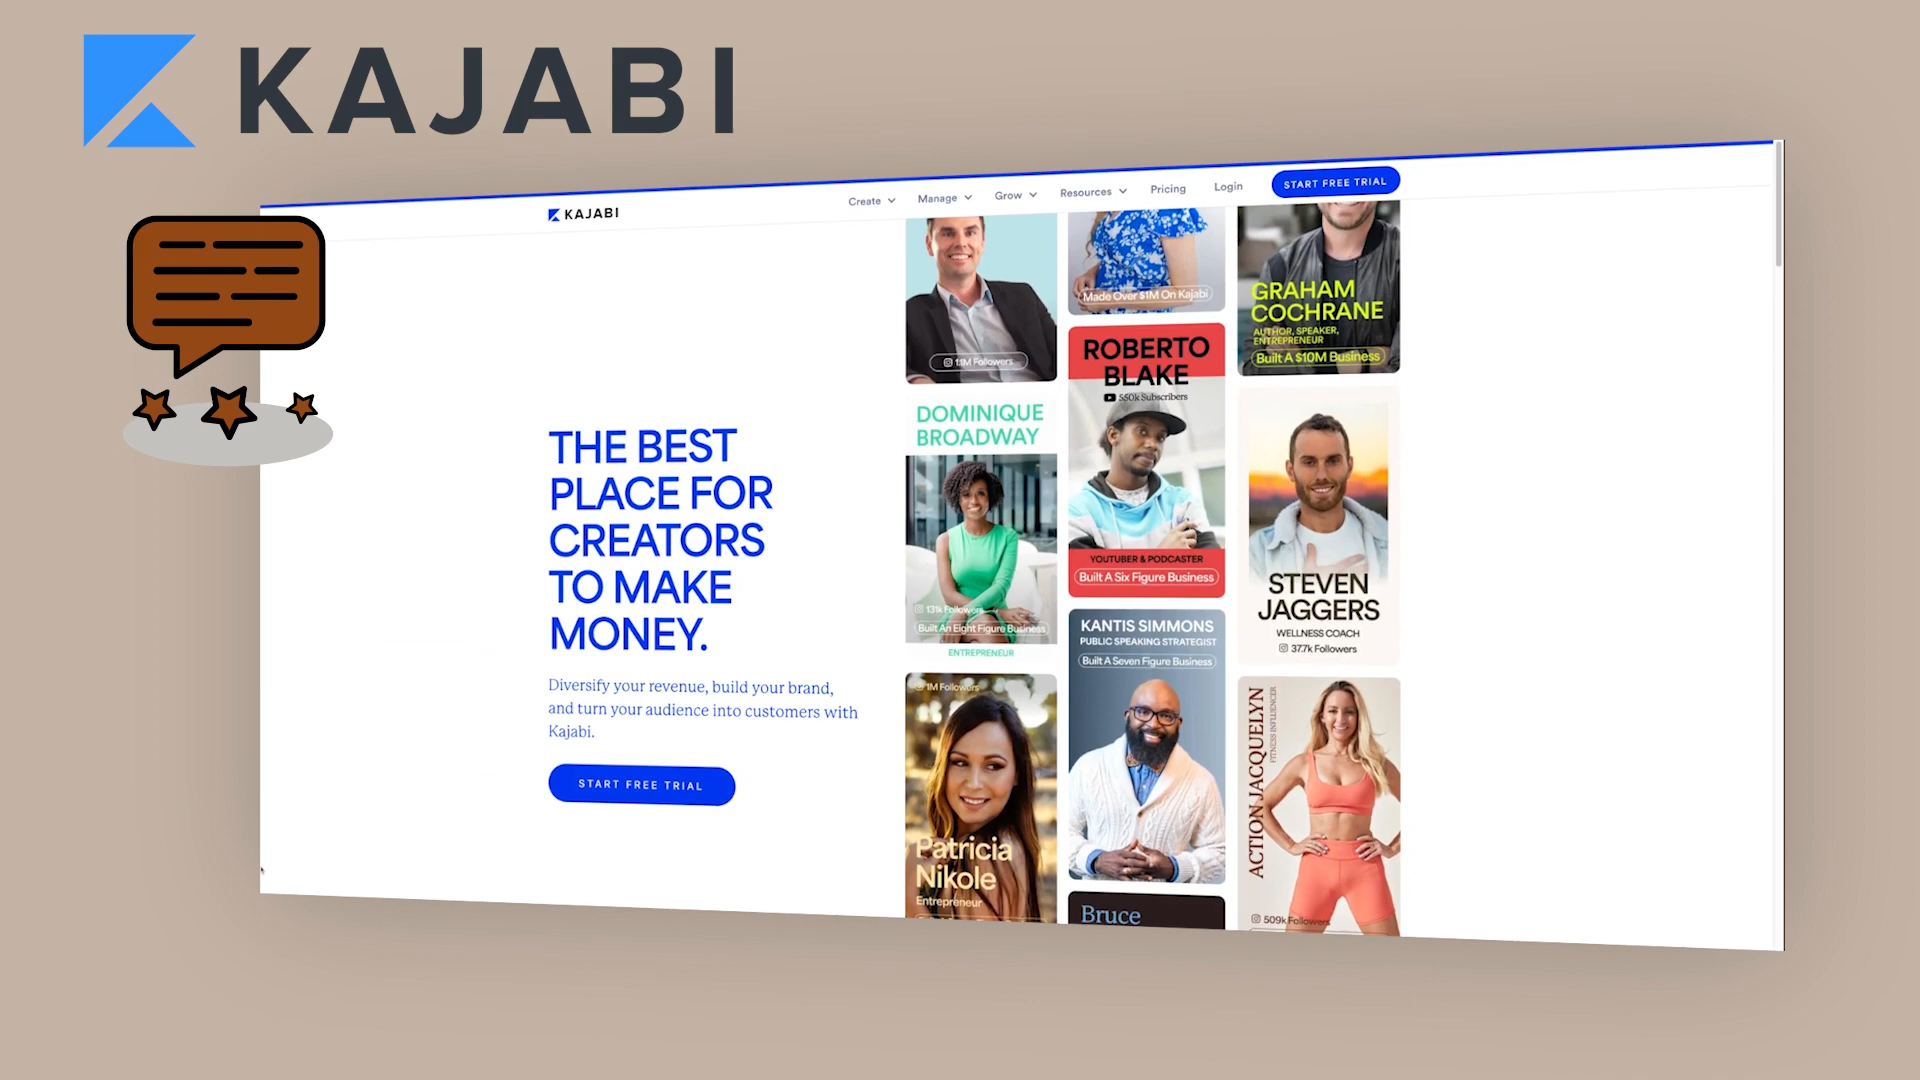 KAJABI
KAJABI
Create
Manage
Grow
Resources
Pricing
Login
START FREE TRIAL
THE BEST
PLACE FOR
CREATORS
TO MAKE
MONEY.
Diversify your revenue, build your brand,
and turn your audience into customers with
Kajabi.
START FREE TRIAL
1.1M Followers
DOMINIQUE
BROADWAY
131k Followers
Built An Eight Figure Business
ENTREPRENEUR
1M Followers
Patricia
Nikole
Entrepreneur
Made Over $1M On Kajabi
ROBERTO
BLAKE
550k Subscribers
YOUTUBER & PODCASTER
Built A Six Figure Business
KANTIS SIMMONS
PUBLIC SPEAKING STRATEGIST
Built A Seven Figure Business
Bruce
GRAHAM
COCHRANE
AUTHOR, SPEAKER,
ENTREPRENEUR
Built A $10M Business
STEVEN
JAGGERS
WELLNESS COACH
37.7k Followers
ACTION JACQUELYN
FITNESS INFLUENCER
509k Followers